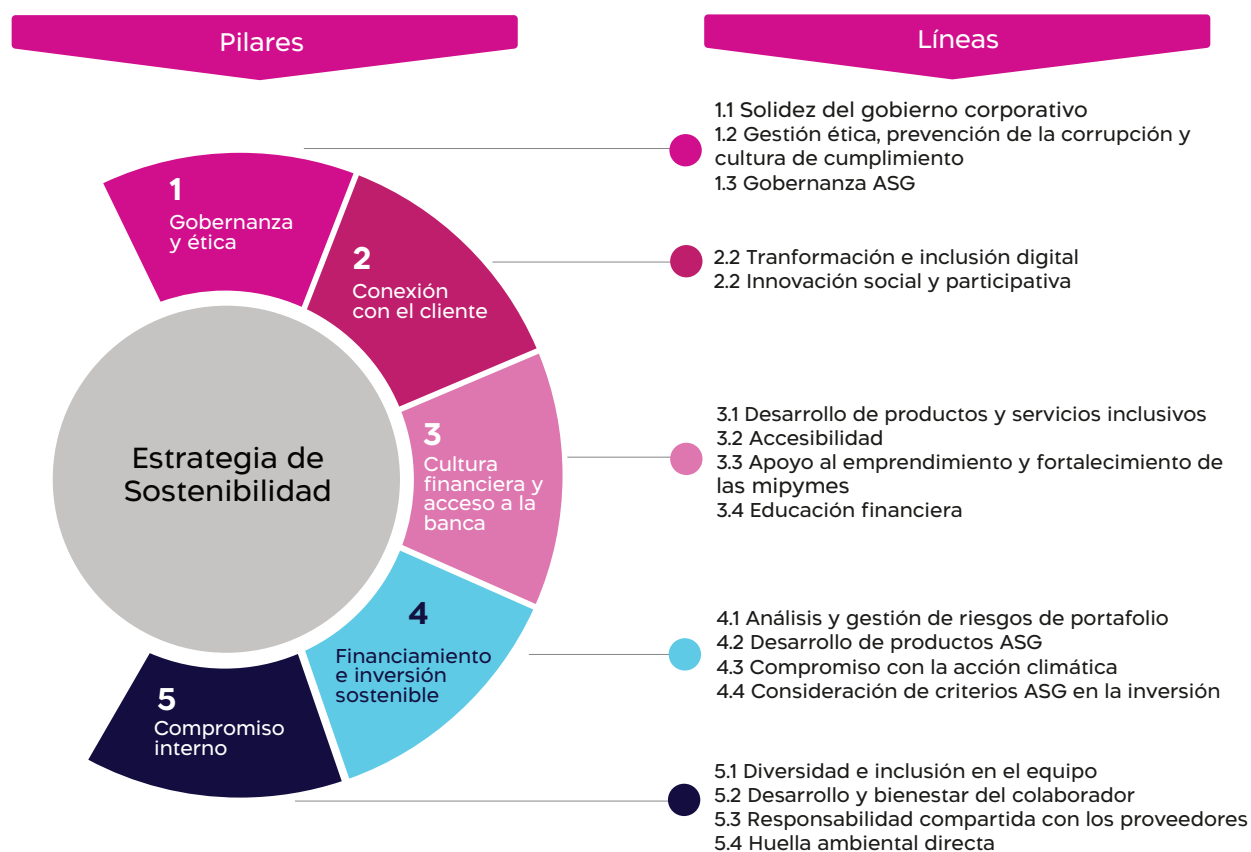 Pilares
Líneas
1
Gobernanza
y ética
2
Conexión
con el cliente
3
Cultura
financiera y
acceso a la
banca
4
Financiamiento
e inversión
sostenible
5
Compromiso
interno
Estrategia de
Sostenibilidad
1.1 Solidez del gobierno corporativo
1.2 Gestión ética, prevención de la corrupción y
cultura de cumplimiento
1.3 Gobernanza ASG
2.2 Tranformación e inclusión digital
2.2 Innovación social y participativa
3.1 Desarrollo de productos y servicios inclusivos
3.2 Accesibilidad
3.3 Apoyo al emprendimiento y fortalecimiento de
las mipymes
3.4 Educación financiera
4.1 Análisis y gestión de riesgos de portafolio
4.2 Desarrollo de productos ASG
4.3 Compromiso con la acción climática
4.4 Consideración de criterios ASG en la inversión
5.1 Diversidad e inclusión en el equipo
5.2 Desarrollo y bienestar del colaborador
5.3 Responsabilidad compartida con los proveedores
5.4 Huella ambiental directa